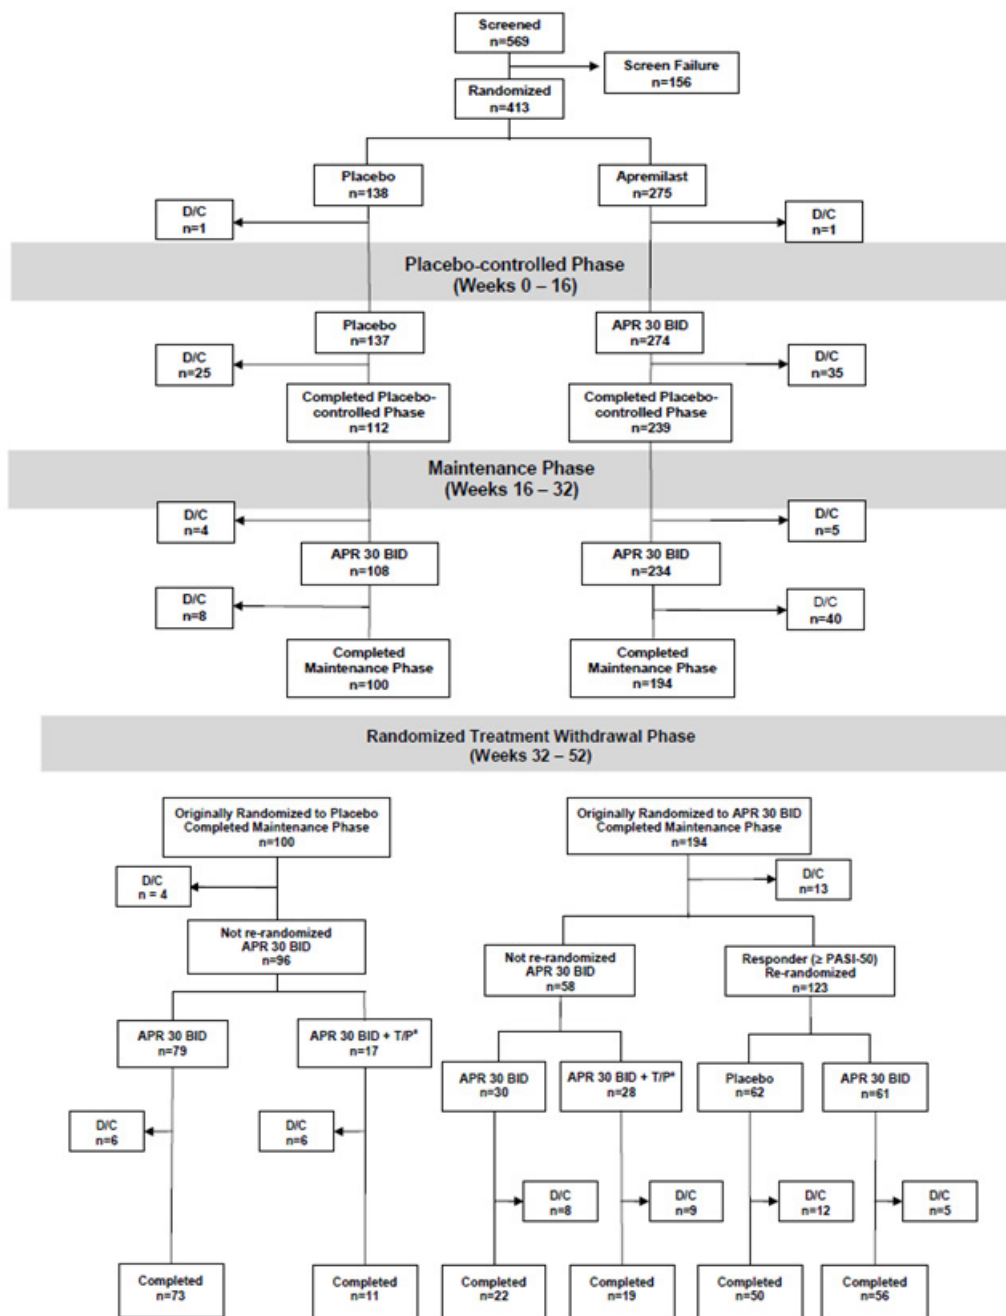 Screened
n=569
Screen Failure
n=156
Randomized
n=413
Placebo
n=138
Apremilast
n=275
D/C
n=1
D/C
n=1
Placebo-controlled Phase
(Weeks 0 – 16)
Placebo
n=137
APR 30 BID
n=274
D/C
n=25
D/C
n=35
Completed Placebo-
controlled Phase
n=112
Completed Placebo-
controlled Phase
n=239
Maintenance Phase
(Weeks 16 – 32)
D/C
n=4
D/C
n=5
APR 30 BID
n=108
APR 30 BID
n=234
D/C
n=8
D/C
n=40
Completed
Maintenance Phase
n=100
Completed
Maintenance Phase
n=194
Randomized Treatment Withdrawal Phase
(Weeks 32 – 52)
Originally Randomized to Placebo
Completed Maintenance Phase
n=100
Originally Randomized to APR 30 BID
Completed Maintenance Phase
n=194
D/C
n = 4
D/C
n=13
Not re-randomized
APR 30 BID
n=96
Not re-randomized
APR 30 BID
n=58
Responder (≥ PASI-50)
Re-randomized
n=123
APR 30 BID
n=79
APR 30 BID + T/Pª
n=17
APR 30 BID
n=30
APR 30 BID + T/Pª
n=28
Placebo
n=62
APR 30 BID
n=61
D/C
n=6
D/C
n=6
D/C
n=8
D/C
n=9
D/C
n=12
D/C
n=5
Completed
n=73
Completed
n=11
Completed
n=22
Completed
n=19
Completed
n=50
Completed
n=56